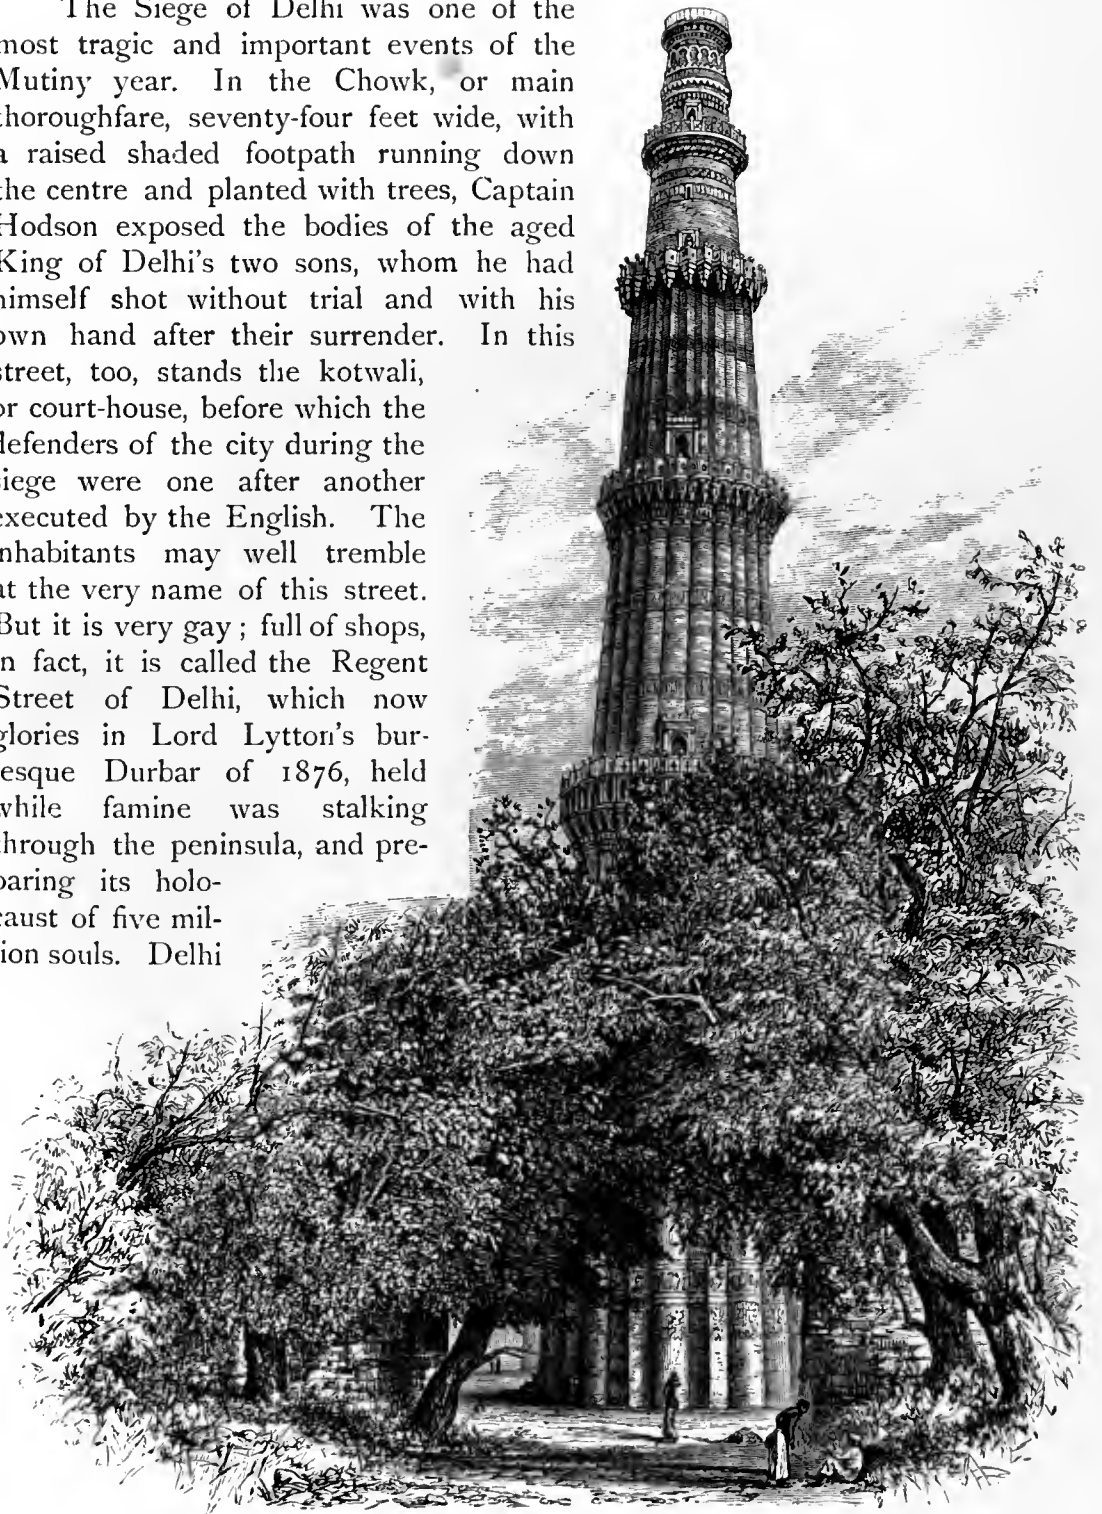 The Siege of Delhi was one of the
most tragic and important events of the
Mutiny year. In the Chowk, or main
thoroughfare, seventy-four feet wide, with
a raised shaded footpath running down
the centre and planted with trees, Captain
Hodson exposed the bodies of the aged
King of Delhi's two sons, whom he had
himself shot without trial and with his
own hand after their surrender. In this
street, too, stands the kotwali,
or court-house, before which the
defenders of the city during the
siege were one after another
executed by the English. The
nhabitants may well tremble
at the very name of this street.
But it is very gay; full of shops,
n fact, it is called the Regent
Street of Delhi, which now
glories in Lord Lytton's bur-
esque Durbar of 1876, held
while famine was stalking
through the peninsula, and pre-
paring its holo-
caust of five mil-
ion souls. Delhi